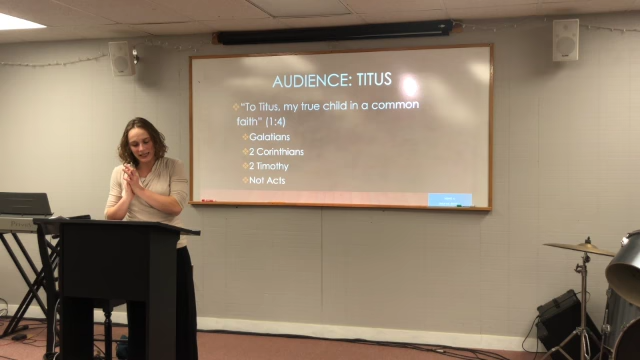 AUDIENCE: TITUS
"To Titus, my true child in a common
faith" (1:4)
Galatians
2 Corinthians
2 Timothy
Not Acts